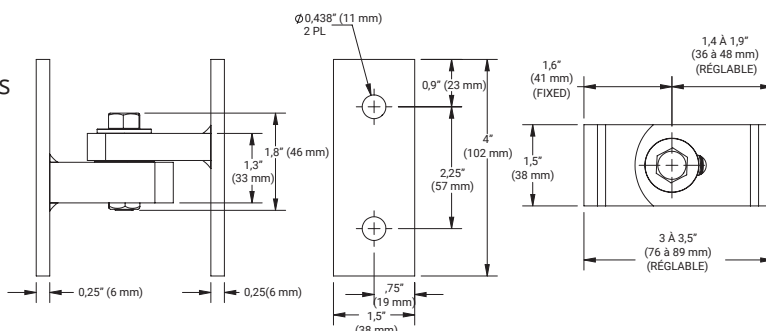 S
1,8" (46 mm)
1,3"
(33 mm)
0,25" (6 mm)
0,25(6 mm)
Ø0,438" (11 mm)
2 PL
0,9" (23 mm)
4"
(102 mm)
2,25"
(57 mm)
,75"
(19 mm)
1,5"
(38 mm)
1,6"
(41 mm)
(FIXED)
1,4 À 1,9"
(36 à 48 mm)
(RÉGLABLE)
1,5"
(38 mm)
3 À 3,5"
(76 à 89 mm)
(RÉGLABLE)